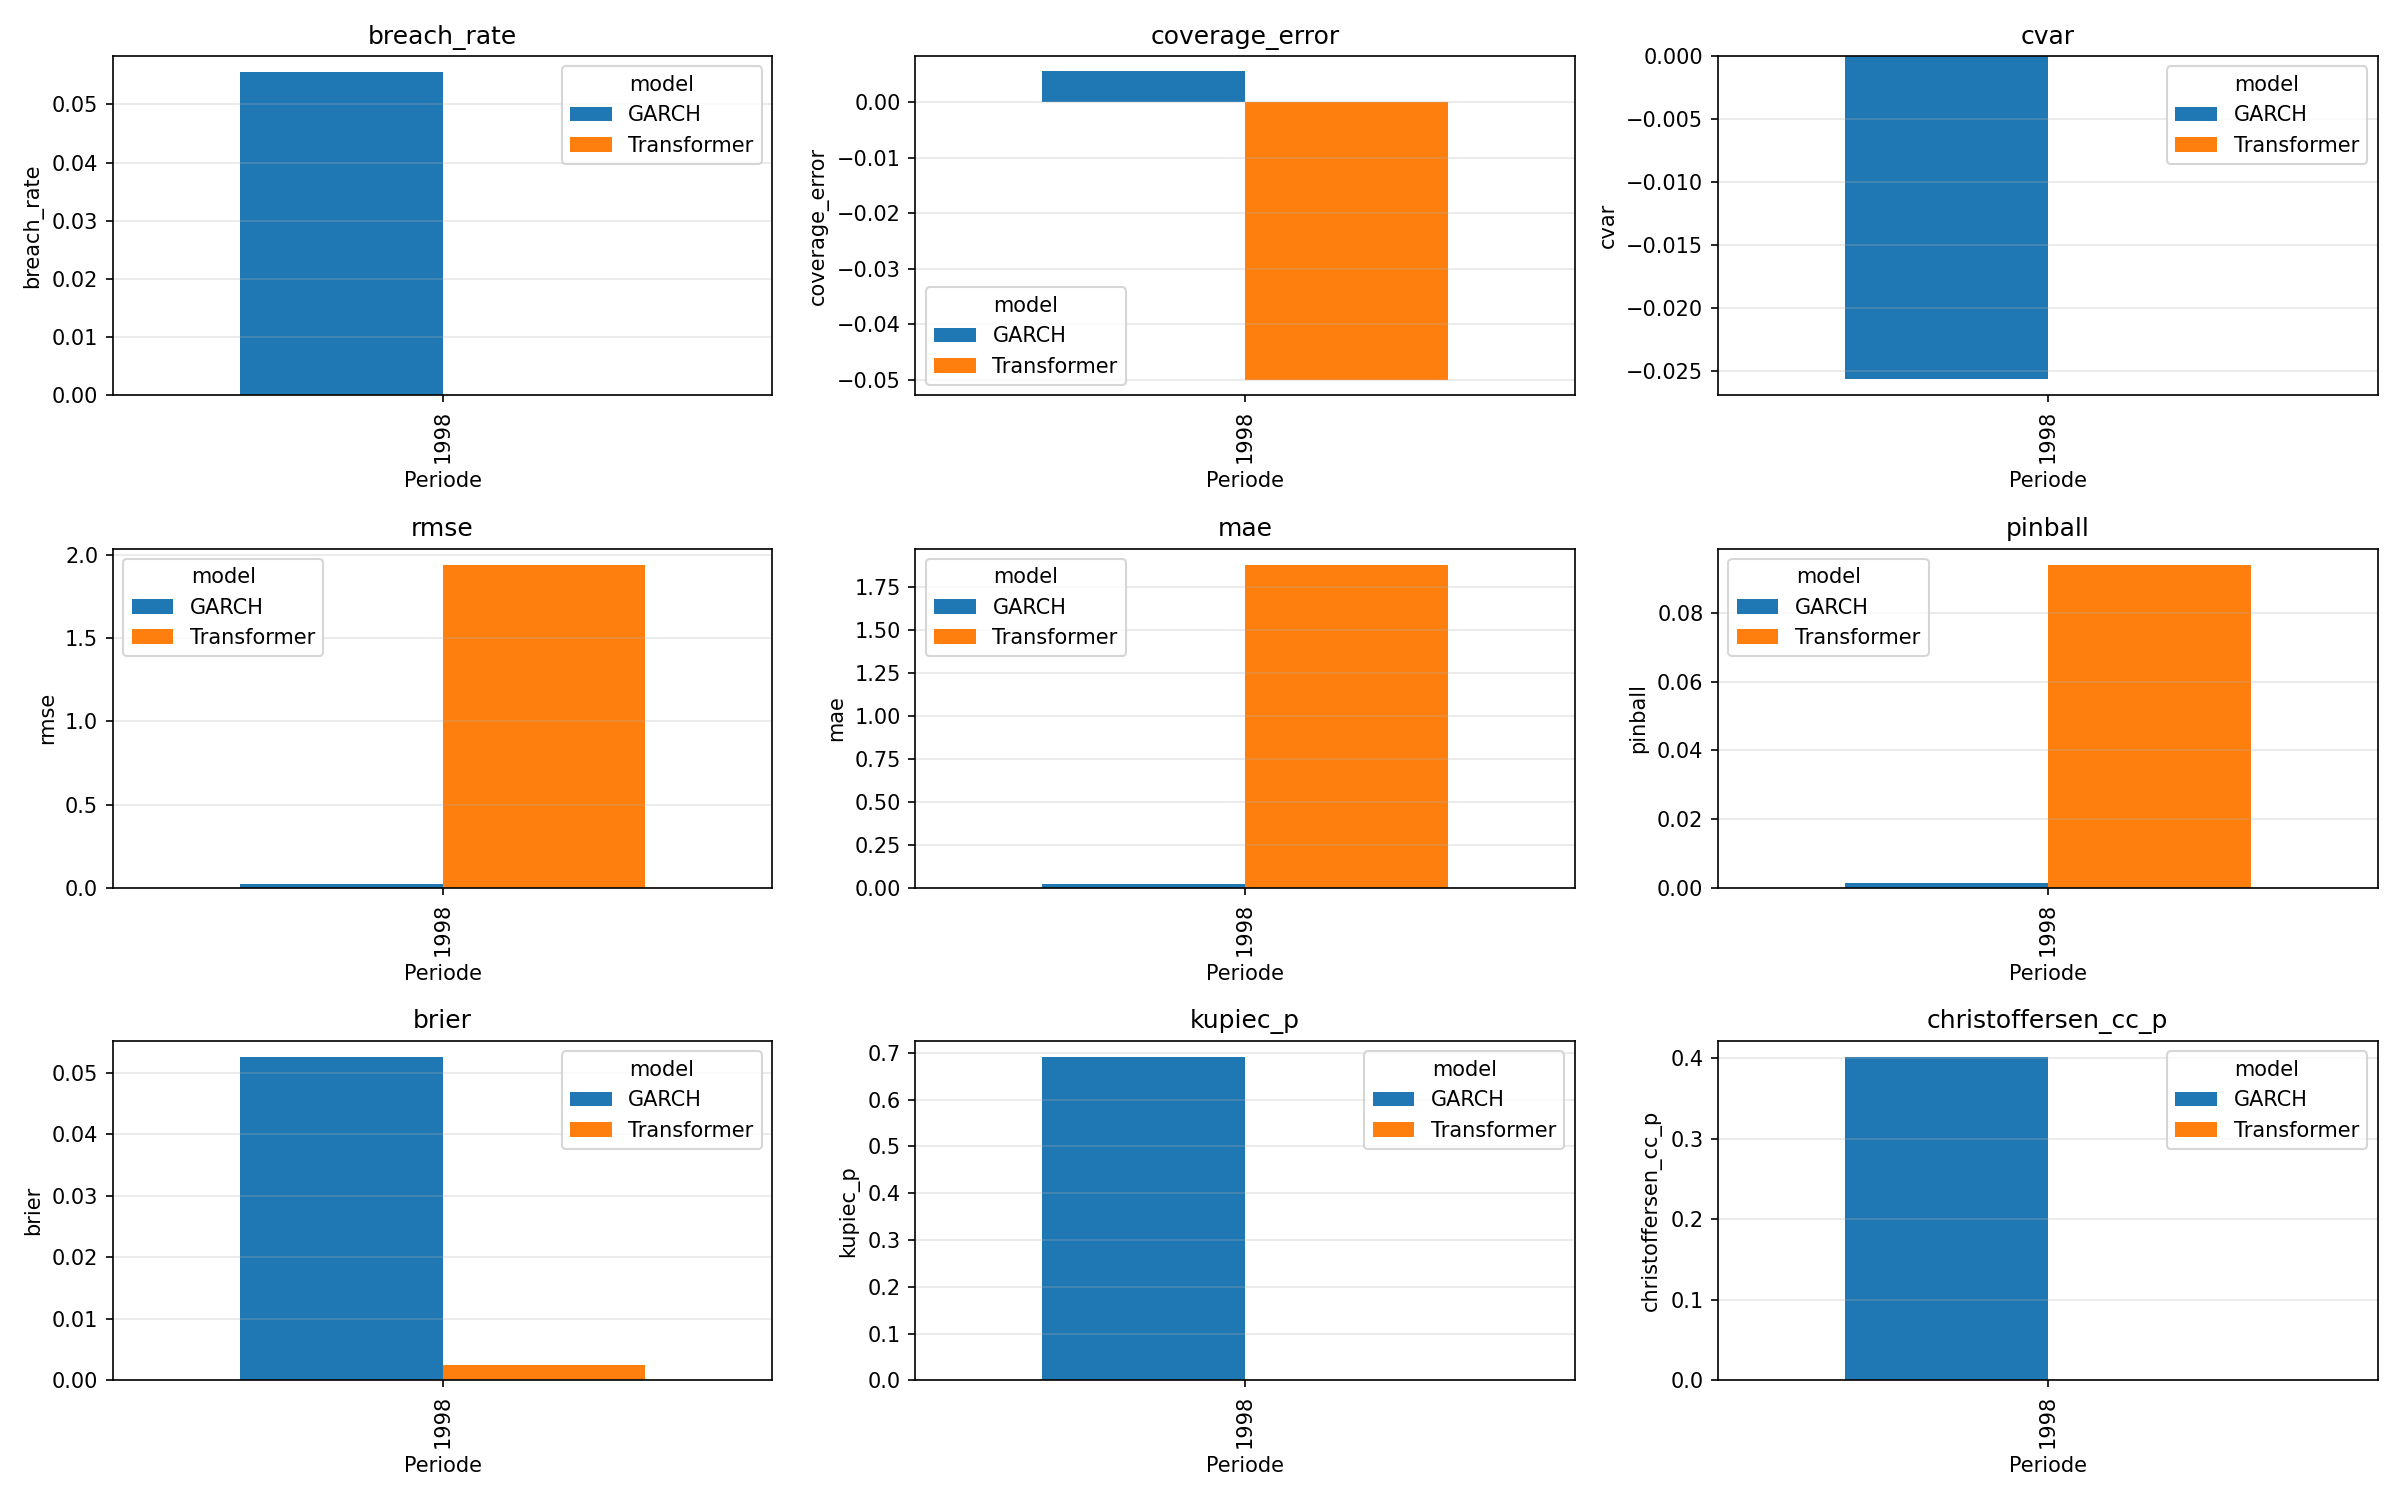 breach_rate
breach_rate
0.05
0.04
0.03
0.02
0.01
0.00
model
GARCH
Transformer
1998
Periode
coverage_error
coverage_error
0.00
−0.01
−0.02
−0.03
−0.04
−0.05
model
GARCH
Transformer
1998
Periode
cvar
cvar
0.000
−0.005
−0.010
−0.015
−0.020
−0.025
model
GARCH
Transformer
1998
Periode
rmse
rmse
2.0
1.5
1.0
0.5
0.0
model
GARCH
Transformer
1998
Periode
mae
mae
1.75
1.50
1.25
1.00
0.75
0.50
0.25
0.00
model
GARCH
Transformer
1998
Periode
pinball
pinball
0.08
0.06
0.04
0.02
0.00
model
GARCH
Transformer
1998
Periode
brier
brier
0.05
0.04
0.03
0.02
0.01
0.00
model
GARCH
Transformer
1998
Periode
kupiec_p
kupiec_p
0.7
0.6
0.5
0.4
0.3
0.2
0.1
0.0
model
GARCH
Transformer
1998
Periode
christoffersen_cc_p
christoffersen_cc_p
0.4
0.3
0.2
0.1
0.0
model
GARCH
Transformer
1998
Periode